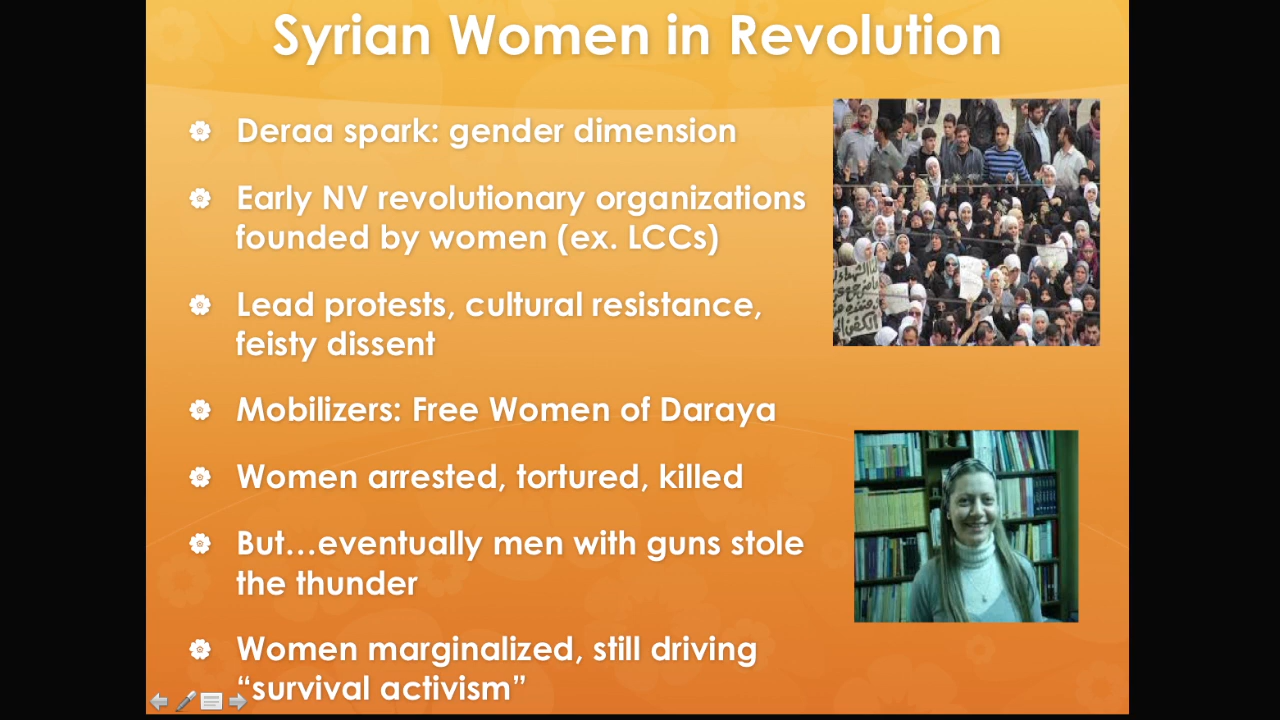 Syrian Women in Revolution
Deraa spark: gender dimension
Early NV revolutionary organizations
founded by women (ex. LCCs)
Lead protests, cultural resistance,
feisty dissent
Mobilizers: Free Women of Daraya
Women arrested, tortured, killed
But…eventually men with guns stole
the thunder
Women marginalized, still driving
“survival activism”